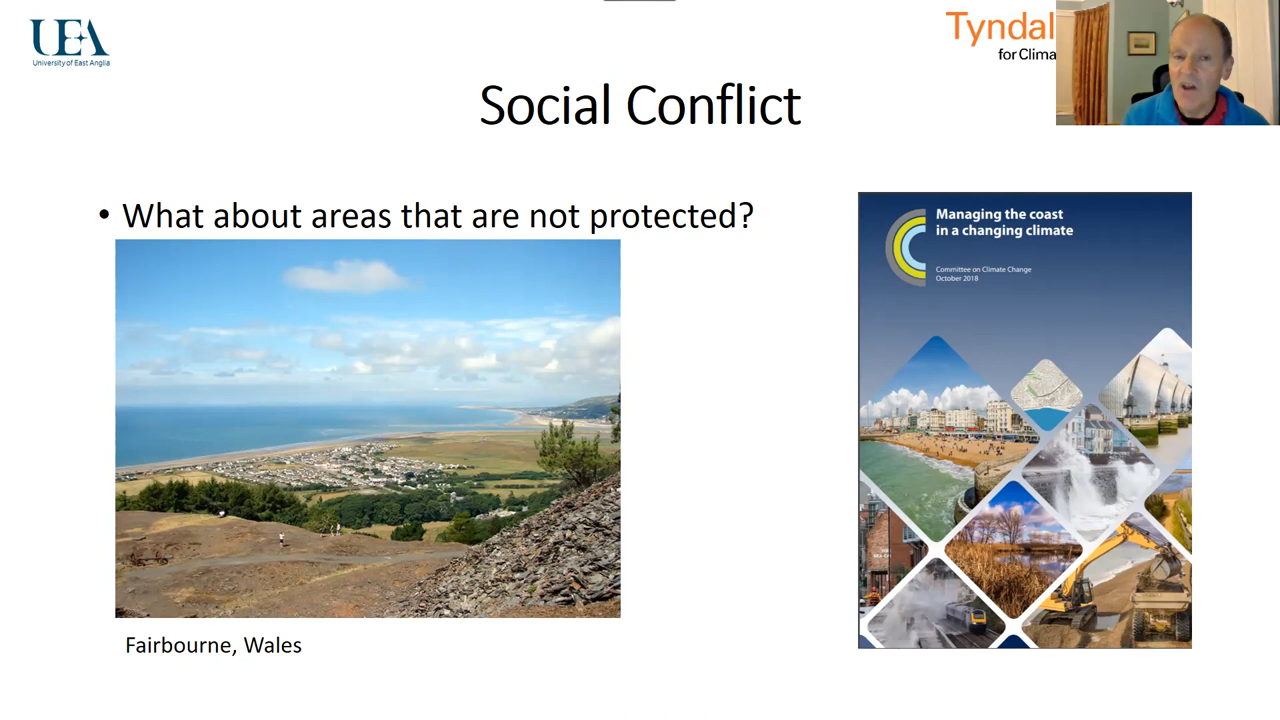 UEA
University of East Anglia
Tyndal
for Clima
Social Conflict
• What about areas that are not protected?
Managing the coast
in a changing climate
Committee on Climate Change
October 2018
Fairbourne, Wales